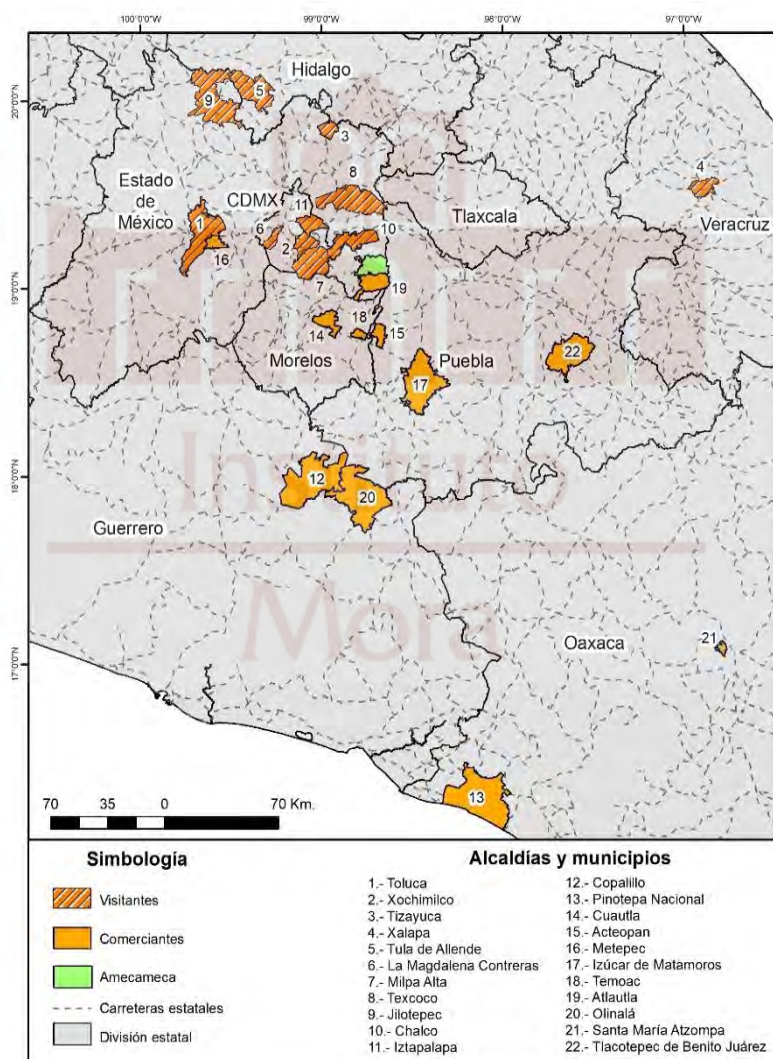 100°0'0"O
99°0'0"O
98°0'0"O
97°0'0"O
20°0'0"N
19°0'0"N
18°0'0"N
17°0'0"N
Hidalgo
5
9
3
4
8
Estado
de
México
CDMX
11
Tlaxcala
Veracruz
1
6
10
16
2
7
19
18
14
15
Morelos
Puebla
22
17
Instituto
12
20
Guerrero
Mora
Oaxaca
21
13
70 35 0 70 Km.
Simbología
Visitantes
Comerciantes
Amecameca
Carreteras estatales
División estatal
Alcaldías y municipios
1.- Toluca
2.- Xochimilco
3.- Tizayuca
4.- Xalapa
5.- Tula de Allende
6.- La Magdalena Contreras
7.- Milpa Alta
8.- Texcoco
9.- Jilotepec
10.- Chalco
11.- Iztapalapa
12.- Copalillo
13.- Pinotepa Nacional
14.- Cuautla
15.- Acteopan
16.- Metepec
17.- Izúcar de Matamoros
18.- Temoac
19.- Atlautla
20.- Olinalá
21.- Santa María Atzompa
22.- Tlacotepec de Benito Juárez